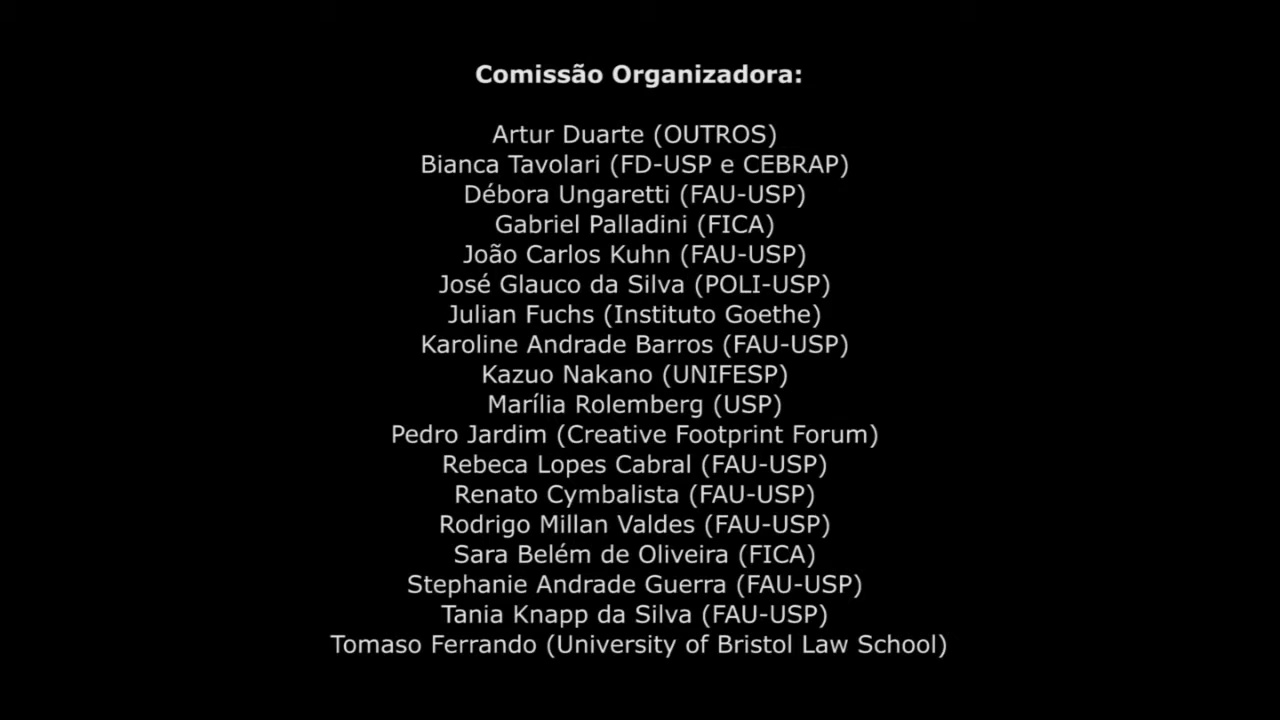 Comissão Organizadora:
Artur Duarte (OUTROS)
Bianca Tavolari (FD-USP e CEBRAP)
Débora Ungaretti (FAU-USP)
Gabriel Palladini (FICA)
João Carlos Kuhn (FAU-USP)
José Glauco da Silva (POLI-USP)
Julian Fuchs (Instituto Goethe)
Karoline Andrade Barros (FAU-USP)
Kazuo Nakano (UNIFESP)
Marília Rolemberg (USP)
Pedro Jardim (Creative Footprint Forum)
Rebeca Lopes Cabral (FAU-USP)
Renato Cymbalista (FAU-USP)
Rodrigo Millan Valdes (FAU-USP)
Sara Belém de Oliveira (FICA)
Stephanie Andrade Guerra (FAU-USP)
Tania Knapp da Silva (FAU-USP)
Tomaso Ferrando (University of Bristol Law School)